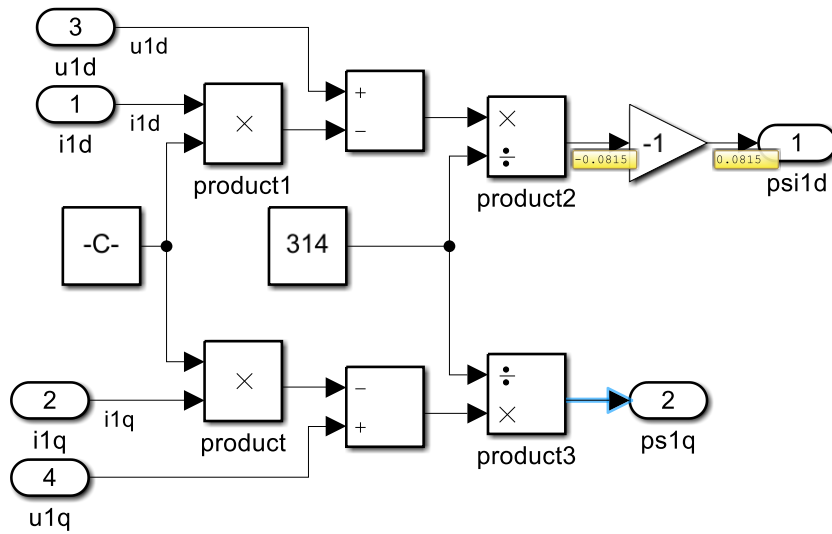 3
u1d
u1d
1
i1d
i1d
×
product1
+
−
×
÷
product2
-0.0815
-1
0.0815
1
psi1d
-C-
314
2
i1q
i1q
×
product
−
+
÷
×
product3
2
ps1q
4
u1q